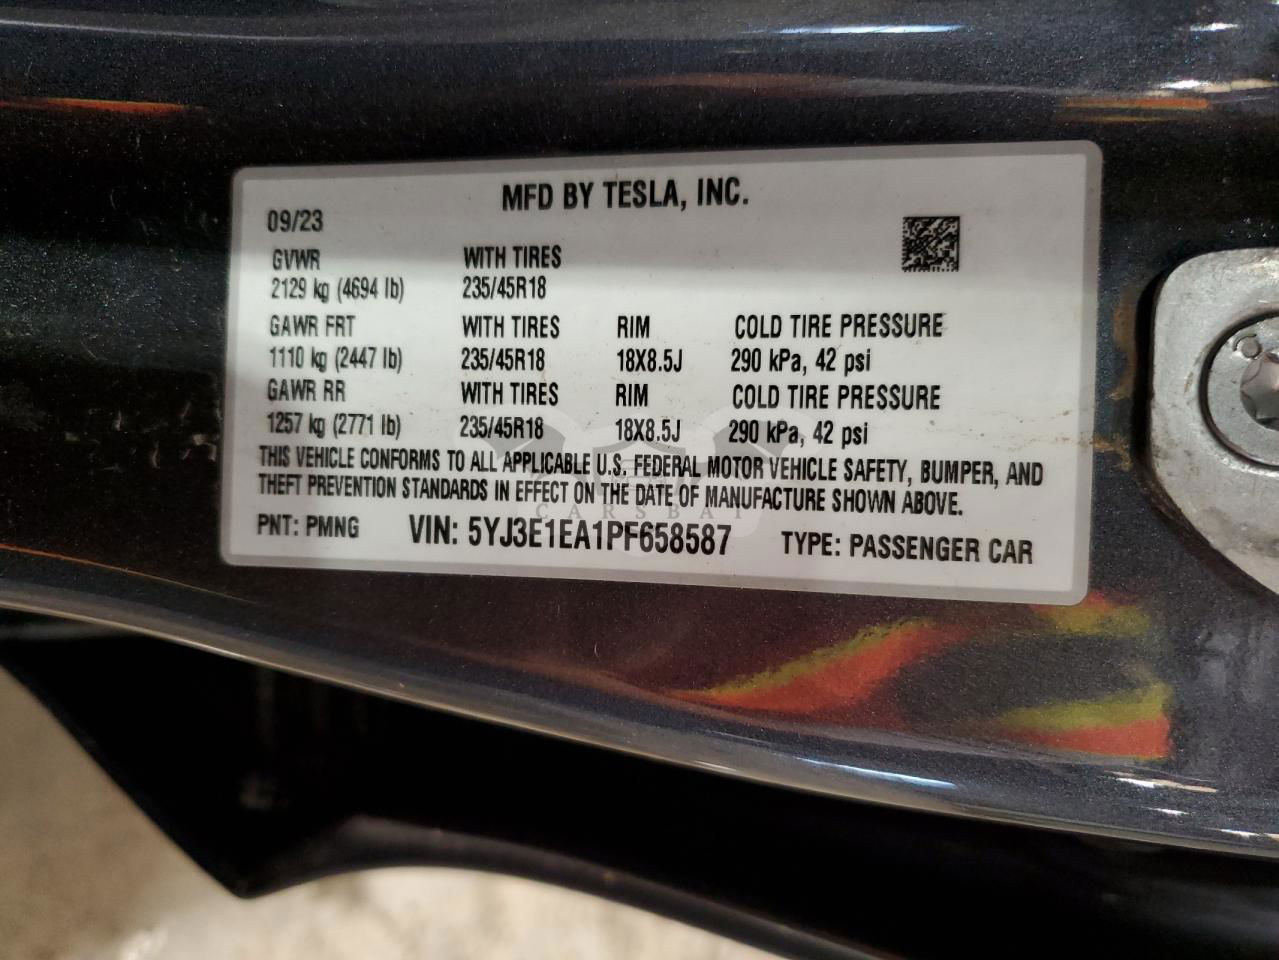 MFD BY TESLA, INC.
09/23
GVWR WITH TIRES
2129 kg (4694 lb) 235/45R18
GAWR FRT WITH TIRES RIM COLD TIRE PRESSURE
1110 kg (2447 lb) 235/45R18 18X8.5J 290 kPa, 42 psi
GAWR RR WITH TIRES RIM COLD TIRE PRESSURE
1257 kg (2771 lb) 235/45R18 18X8.5J 290 kPa, 42 psi
THIS VEHICLE CONFORMS TO ALL APPLICABLE U.S. FEDERAL MOTOR VEHICLE SAFETY, BUMPER, AND
THEFT PREVENTION STANDARDS IN EFFECT ON THE DATE OF MANUFACTURE SHOWN ABOVE.
CARSBAT
PNT: PMNG VIN: 5YJ3E1EA1PF658587 TYPE: PASSENGER CAR